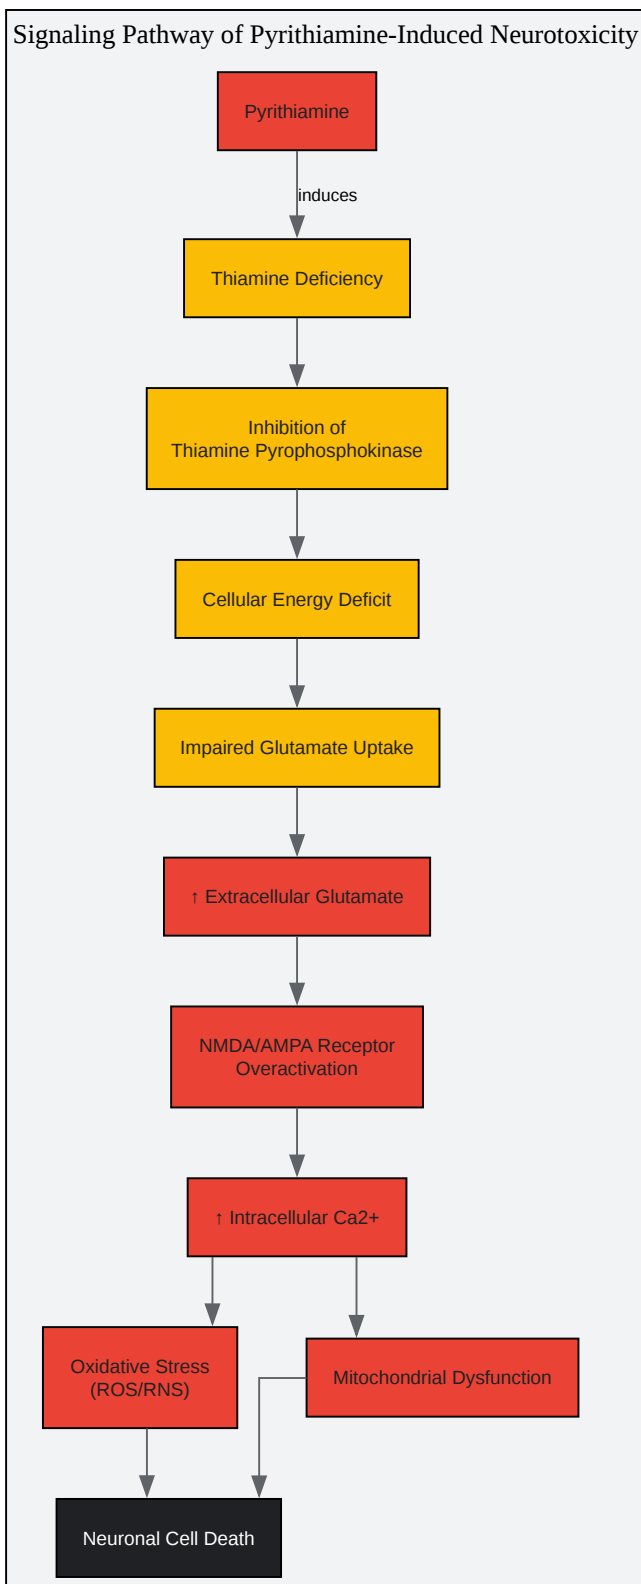 Signaling Pathway of Pyrithiamine-Induced Neurotoxicity
Pyrithiamine
induces
Thiamine Deficiency
Inhibition of
Thiamine Pyrophosphokinase
Cellular Energy Deficit
Impaired Glutamate Uptake
↑ Extracellular Glutamate
NMDA/AMPA Receptor
Overactivation
↑ Intracellular Ca2+
Oxidative Stress
(ROS/RNS)
Mitochondrial Dysfunction
Neuronal Cell Death